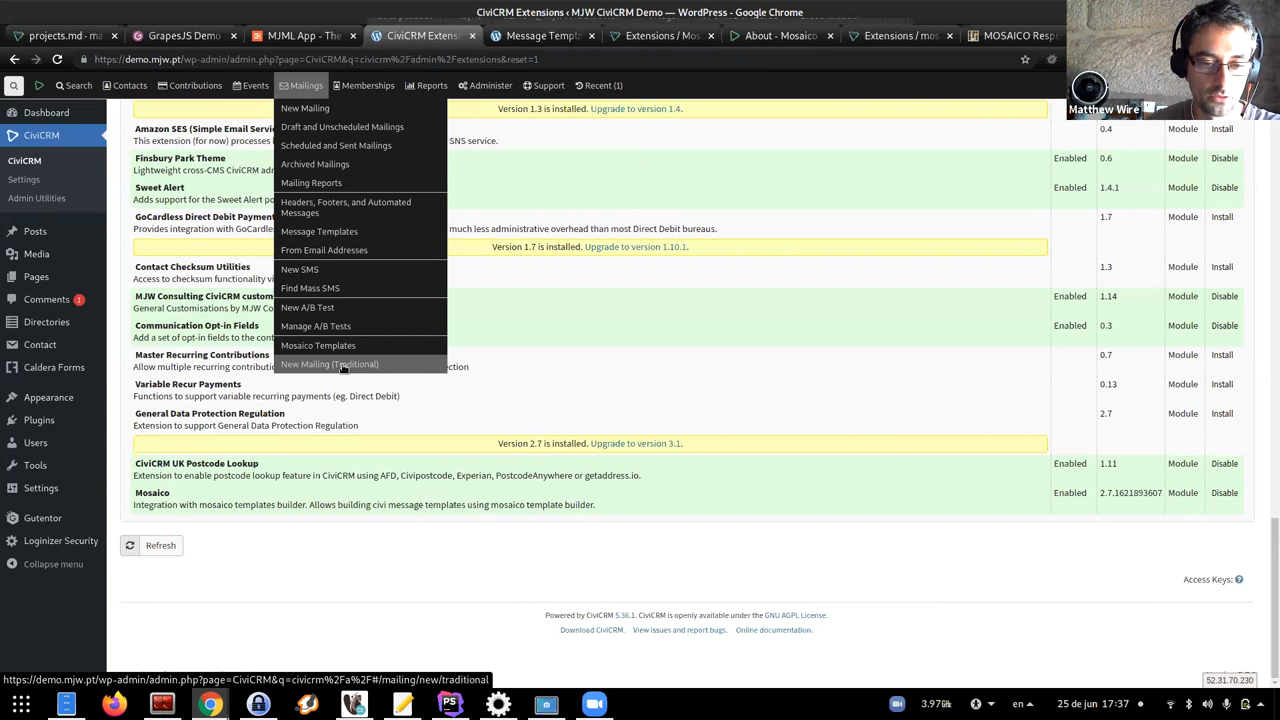 CiviCRM Extensions ‹ MJW CiviCRM Demo — WordPress - Google Chrome
projects.md - ma
GrapesJS Demo
MJML App - The
CiviCRM Extens
Message Templa
Extensions / M
About - Mosaico
Extensions / mos
MOSAICO Resp
https://demo.mjw.pt/wp-admin/admin.php?page=CiviCRM&q=civicrm%2Fadmin%2Fextensions&reset=1
Search
Contacts
Contributions
Events
Mailings
Memberships
Reports
Administer
Support
Recent (1)
Matthew Wire
Dashboard
CiviCRM
CiviCRM
Settings
Admin Utilities
Posts
Media
Pages
Comments 1
Directories
Contact
Caldera Forms
Appearance
Plugins
Users
Tools
Settings
Gutentor
Loginizer Security
Collapse menu
New Mailing
Draft and Unscheduled Mailings
Scheduled and Sent Mailings
Archived Mailings
Mailing Reports
Headers, Footers, and Automated
Messages
Message Templates
From Email Addresses
New SMS
Find Mass SMS
New A/B Test
Manage A/B Tests
Mosaico Templates
New Mailing (Traditional)
Version 1.3 is installed. Upgrade to version 1.4.
Amazon SES (Simple Email Servi
0.4 Module Install
This extension (for now) processes
SNS service.
Finsbury Park Theme
Enabled 0.6 Module Disable
Lightweight cross-CMS CiviCRM ad
Sweet Alert
Enabled 1.4.1 Module Disable
Adds support for the Sweet Alert po
GoCardless Direct Debit Payment
1.7 Module Install
Provides integration with GoCardles
much less administrative overhead than most Direct Debit bureaus.
Version 1.7 is installed. Upgrade to version 1.10.1.
Contact Checksum Utilities
1.3 Module Install
Access to checksum functionality vi
MJW Consulting CiviCRM custom
Enabled 1.14 Module Disable
General Customisations by MJW Co
Communication Opt-in Fields
Enabled 0.3 Module Disable
Add a set of opt-in fields to the cont
Master Recurring Contributions
0.7 Module Install
Allow multiple recurring contributio
ction
Variable Recur Payments
0.13 Module Install
Functions to support variable recurring payments (eg. Direct Debit)
General Data Protection Regulation
2.7 Module Install
Extension to support General Data Protection Regulation
Version 2.7 is installed. Upgrade to version 3.1.
CiviCRM UK Postcode Lookup
Enabled 1.11 Module Disable
Extension to enable postcode lookup feature in CiviCRM using AFD, Civipostcode, Experian, PostcodeAnywhere or getaddress.io.
Mosaico
Enabled 2.7.1621893607 Module Disable
Integration with mosaico templates builder. Allows building civi message templates using mosaico template builder.
Refresh
Access Keys:
Powered by CiviCRM 5.36.1. CiviCRM is openly available under the GNU AGPL License.
Download CiviCRM. View issues and report bugs. Online documentation.
https://demo.mjw.pt/wp-admin/admin.php?page=CiviCRM&q=civicrm%2Fa%2F#/mailing/new/traditional
52.31.70.230
3.97GHz
en
25 de jun 17:37